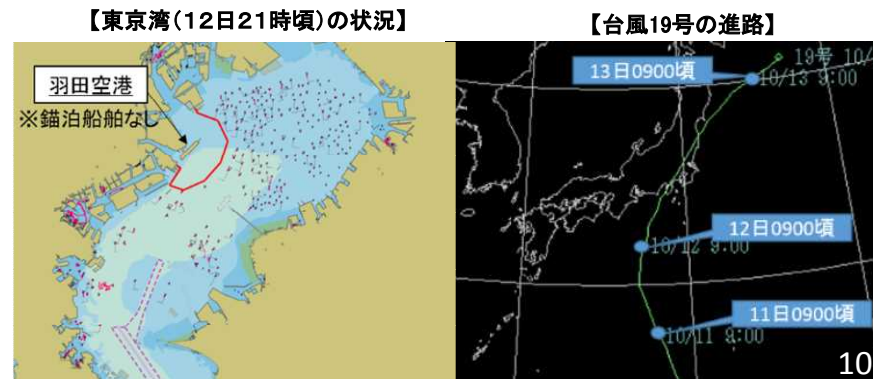 【東京湾（１２日２１時頃）の状況】
羽田空港
※錨泊船舶なし
【台風19号の進路】
19号 10/
13日0900頃
10/13 9:00
12日0900頃
10/12 9:00
11日0900頃
10/11 9:00
10